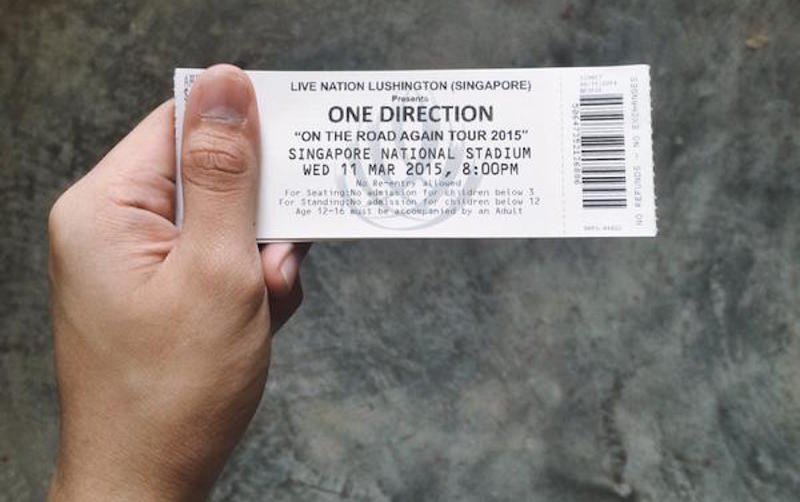 LIVE NATION LUSHINGTON (SINGAPORE)
Presents
ONE DIRECTION
“ON THE ROAD AGAIN TOUR 2015”
SINGAPORE NATIONAL STADIUM
WED 11 MAR 2015, 8:00PM
No Re-entry allowed
For Seating:No admission for children below 3
For Standing:No admission for children below 12
Age 12-16 must be accompanied by an Adult
NO REFUNDS - NO EXCHANGES